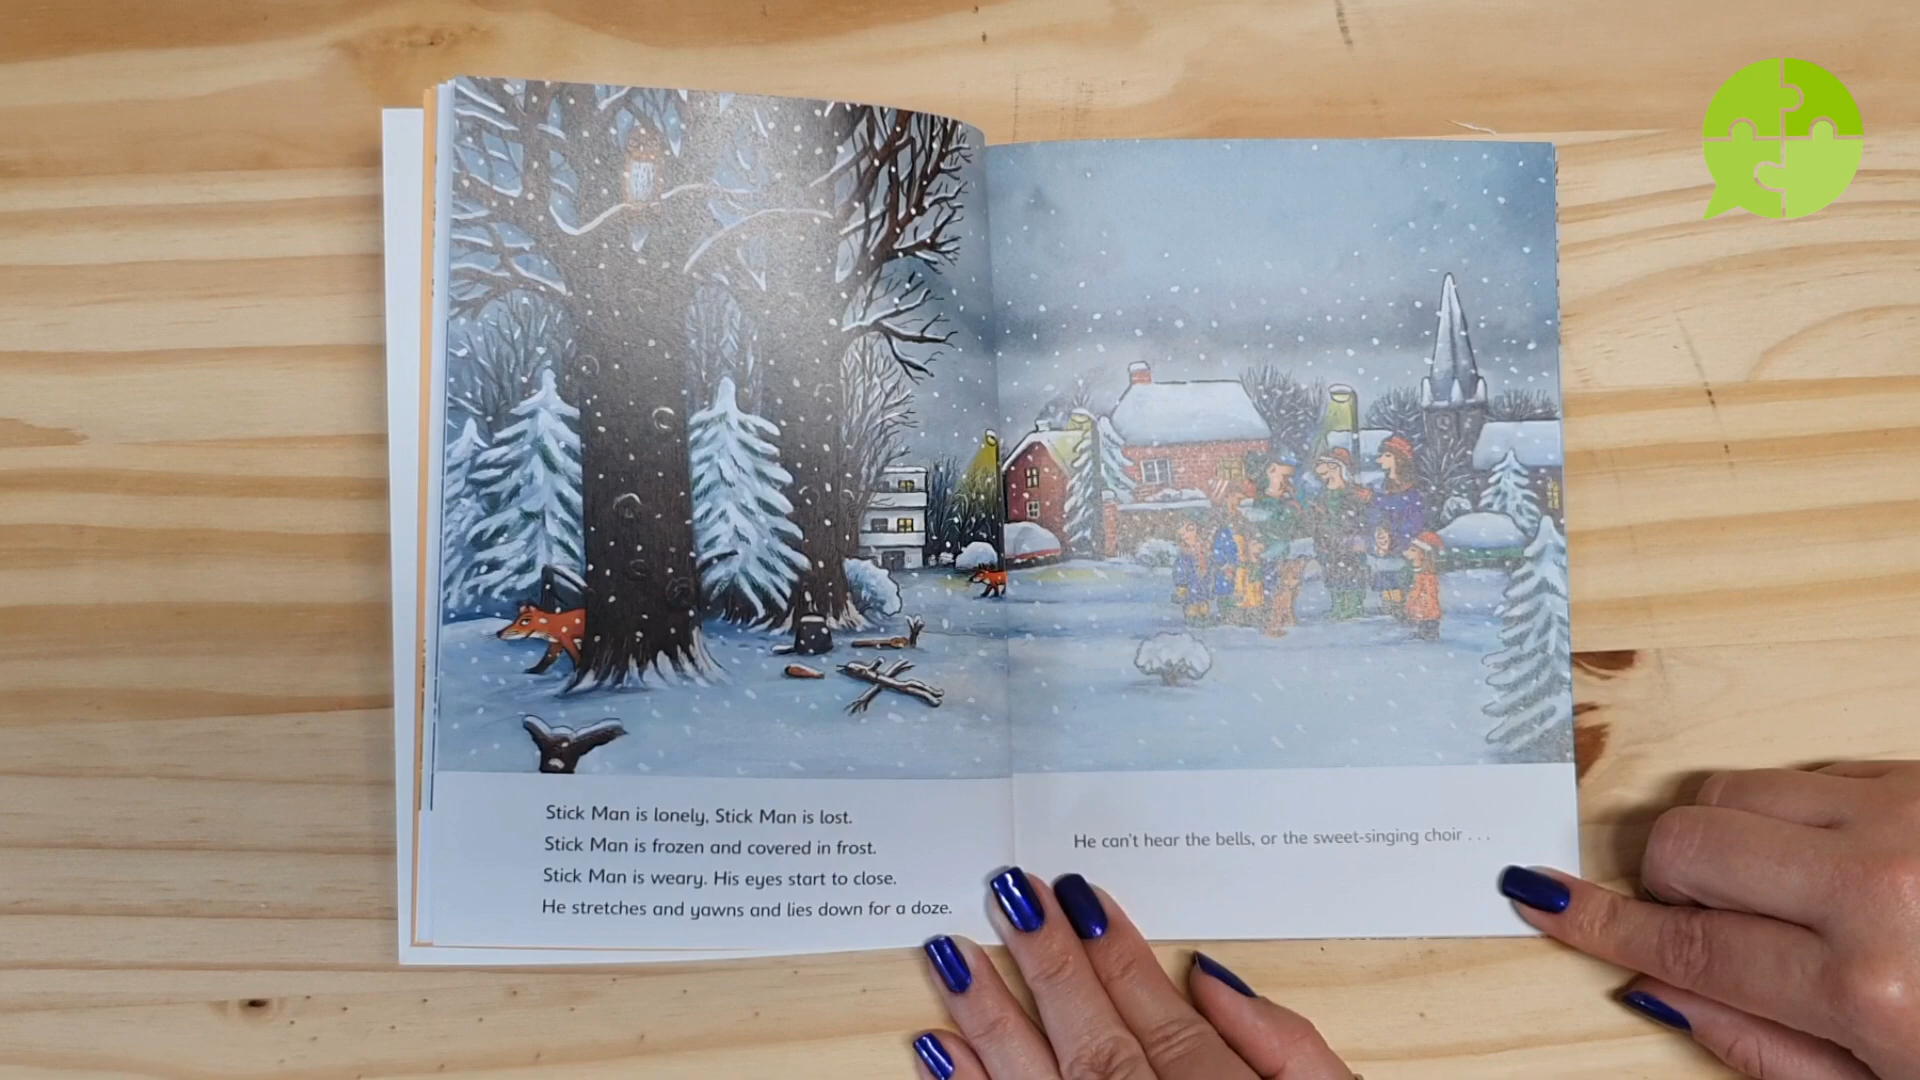 Stick Man is lonely, Stick Man is lost.
Stick Man is frozen and covered in frost.
Stick Man is weary. His eyes start to close.
He stretches and yawns and lies down for a doze.
He can't hear the bells, or the sweet-singing choir . . .